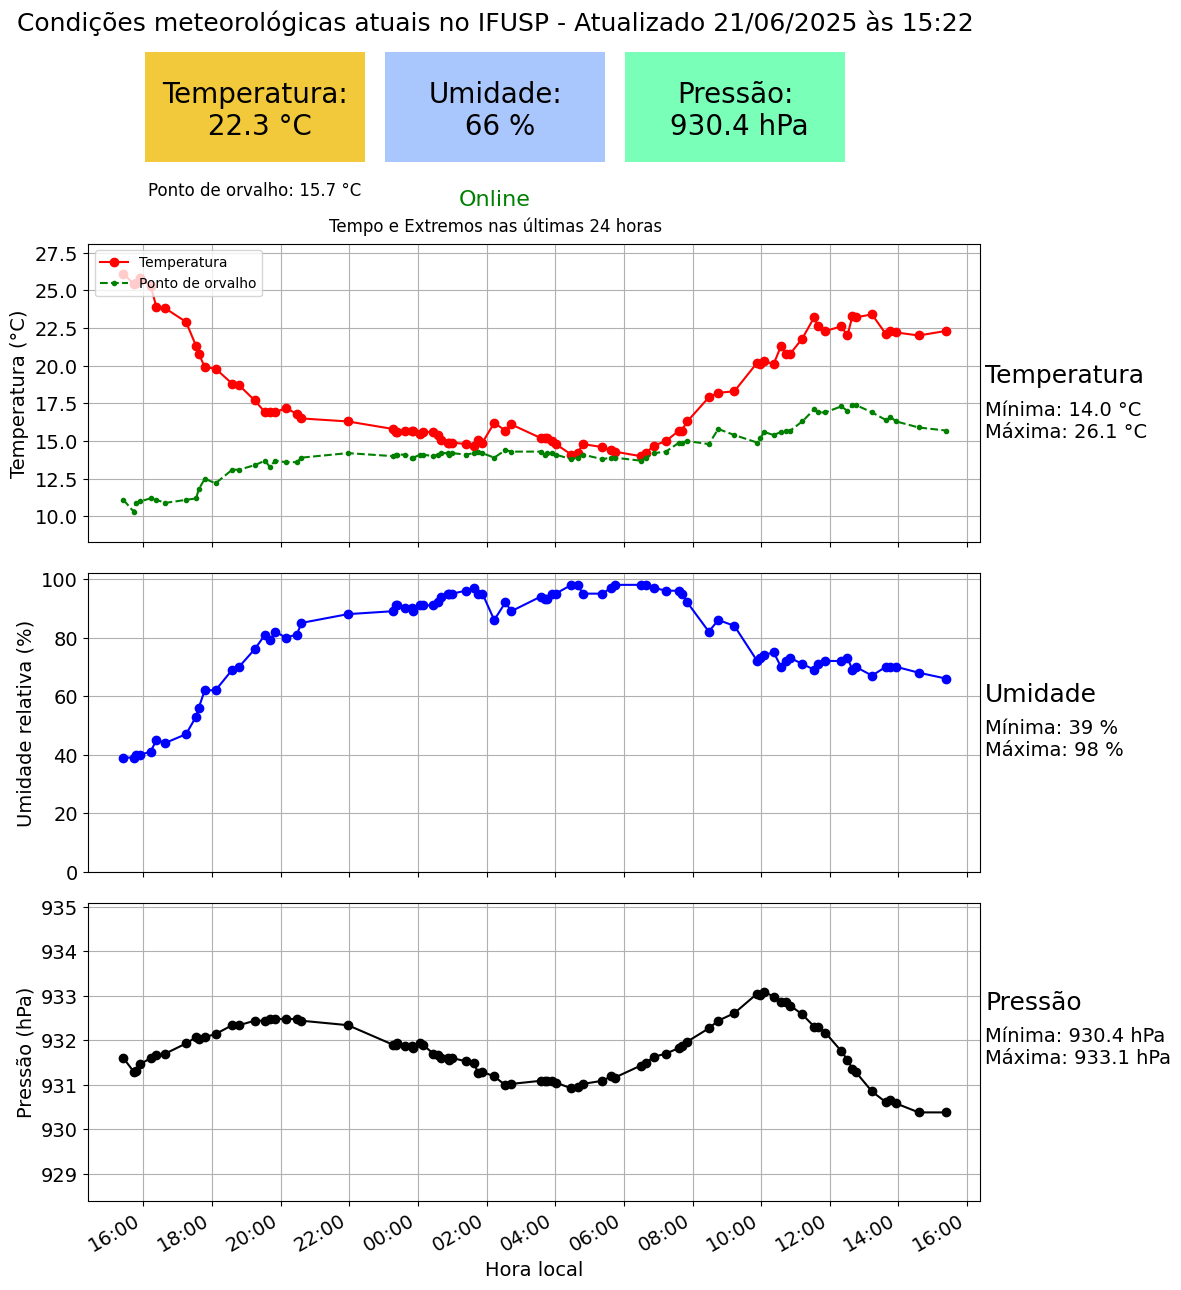 Condições meteorológicas atuais no IFUSP - Atualizado 21/06/2025 às 15:22
Temperatura:
22.3 °C
Umidade:
66 %
Pressão:
930.4 hPa
Ponto de orvalho: 15.7 °C
Online
Tempo e Extremos nas últimas 24 horas
Temperatura (°C)
27.5
25.0
22.5
20.0
17.5
15.0
12.5
10.0
Temperatura
Ponto de orvalho
Temperatura
Mínima: 14.0 °C
Máxima: 26.1 °C
Umidade relativa (%)
100
80
60
40
20
0
Umidade
Mínima: 39 %
Máxima: 98 %
Pressão (hPa)
935
934
933
932
931
930
929
Pressão
Mínima: 930.4 hPa
Máxima: 933.1 hPa
16:00 18:00 20:00 22:00 00:00 02:00 04:00 06:00 08:00 10:00 12:00 14:00 16:00
Hora local